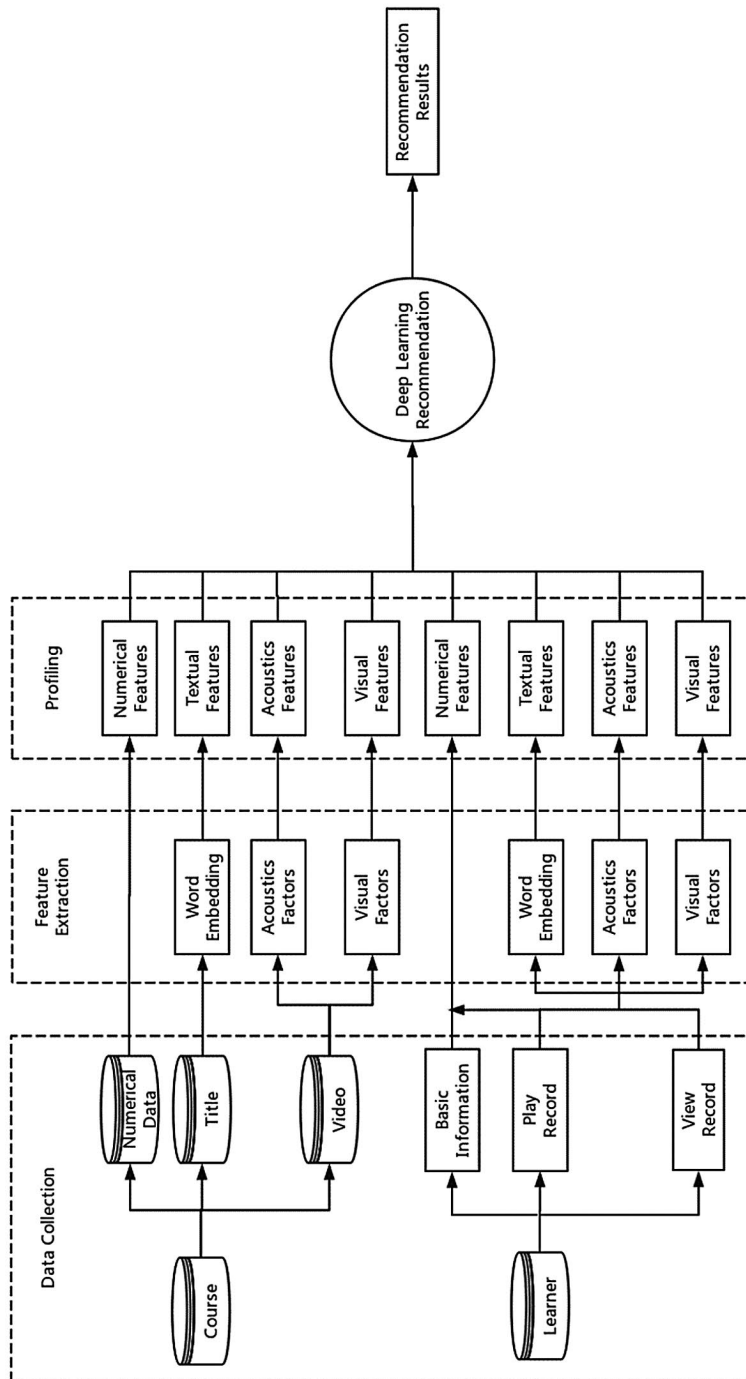 Data Collection
Course
Numerical
Data
Title
Video
Learner
Basic
Information
Play
Record
View
Record
Feature
Extraction
Word
Embedding
Acoustics
Factors
Visual
Factors
Word
Embedding
Acoustics
Factors
Visual
Factors
Profiling
Numerical
Features
Textual
Features
Acoustics
Features
Visual
Features
Numerical
Features
Textual
Features
Acoustics
Features
Visual
Features
Deep Learning
Recommendation
Recommendation
Results